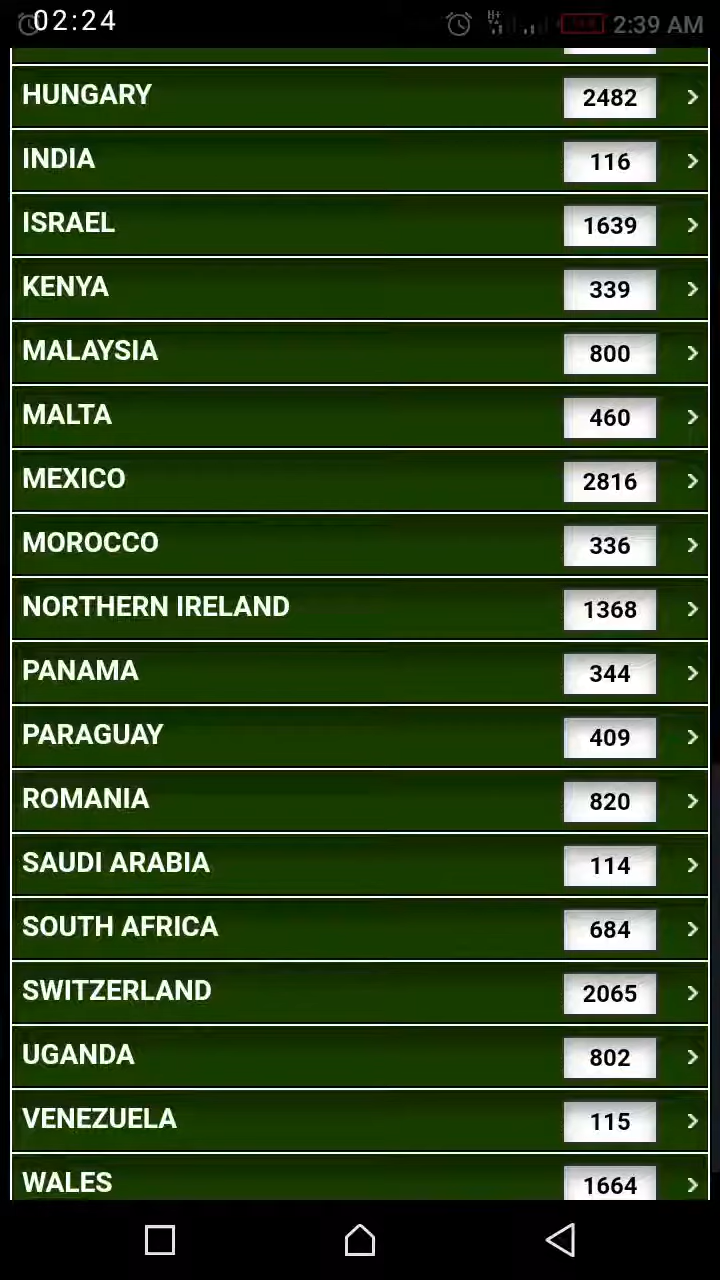 02:24 2:39 AM
HUNGARY 2482
INDIA 116
ISRAEL 1639
KENYA 339
MALAYSIA 800
MALTA 460
MEXICO 2816
MOROCCO 336
NORTHERN IRELAND 1368
PANAMA 344
PARAGUAY 409
ROMANIA 820
SAUDI ARABIA 114
SOUTH AFRICA 684
SWITZERLAND 2065
UGANDA 802
VENEZUELA 115
WALES 1664